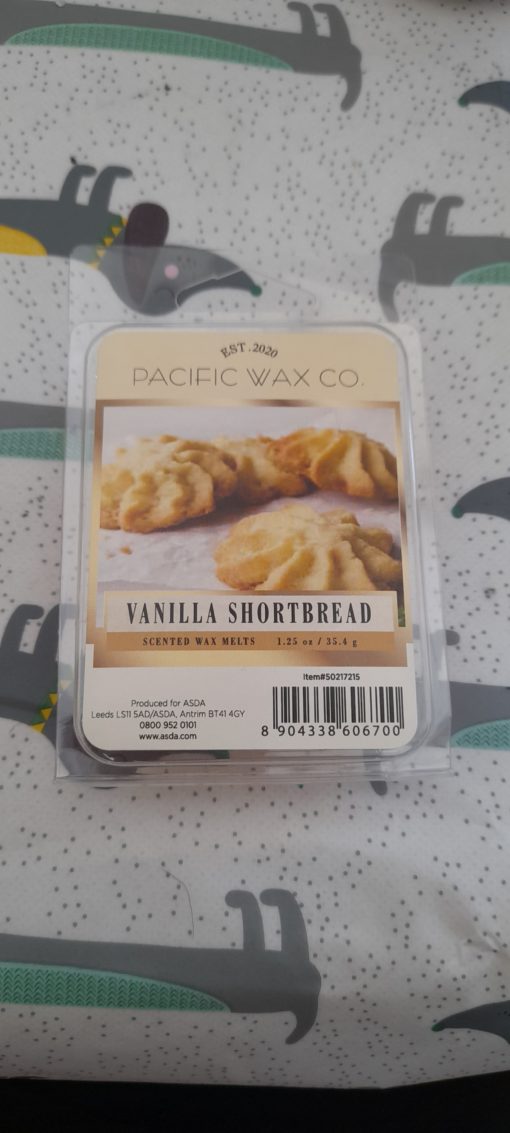 EST. 2020
PACIFIC WAX CO.
VANILLA SHORTBREAD
SCENTED WAX MELTS 1.25 oz / 35.4 g
Item#50217215
Produced for ASDA
Leeds LS11 5AD/ASDA, Antrim BT41 4GY
0800 952 0101
www.asda.com
8 904338 606700